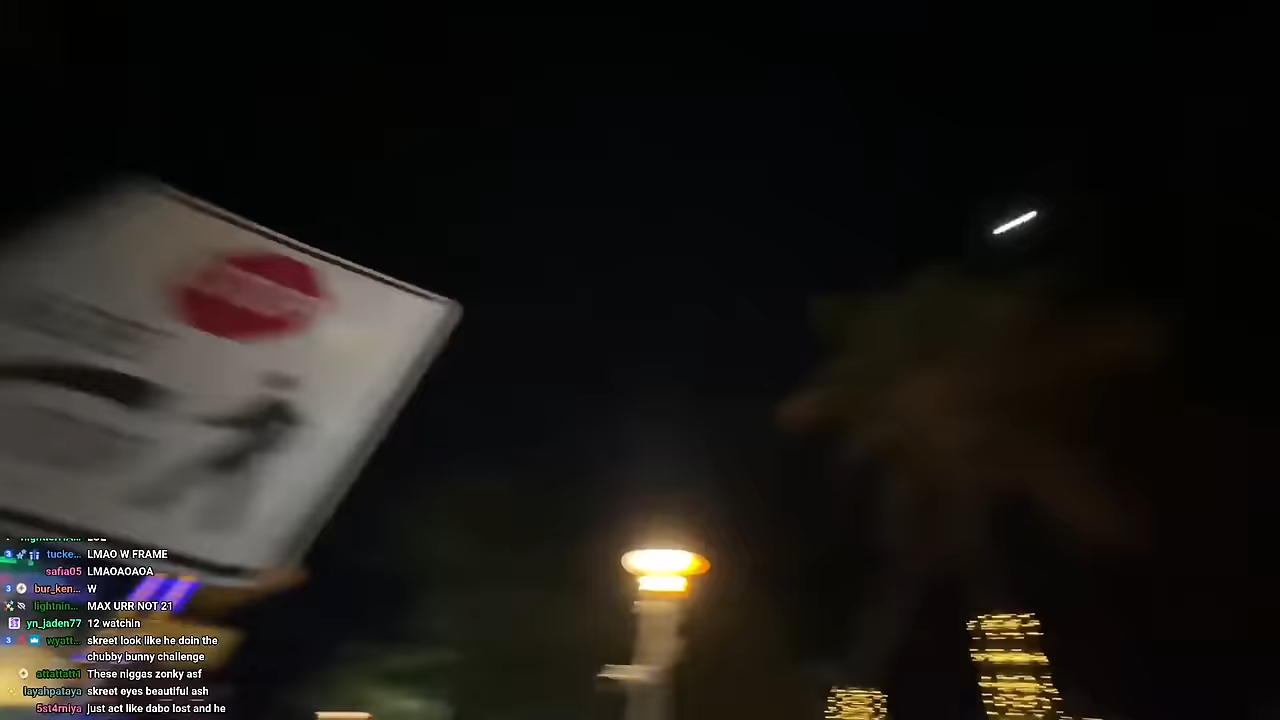 tucke... LMAO W FRAME
safia05 LMAOAOAOA
bur_ken... W
lightnin... MAX URR NOT 21
yn_jaden77 12 watchin
wyatt... skreet look like he doin the
chubby bunny challenge
attattatt1 These niggas zonky asf
layahpataya skreet eyes beautiful ash
5st4rniya just act like dabo lost and he